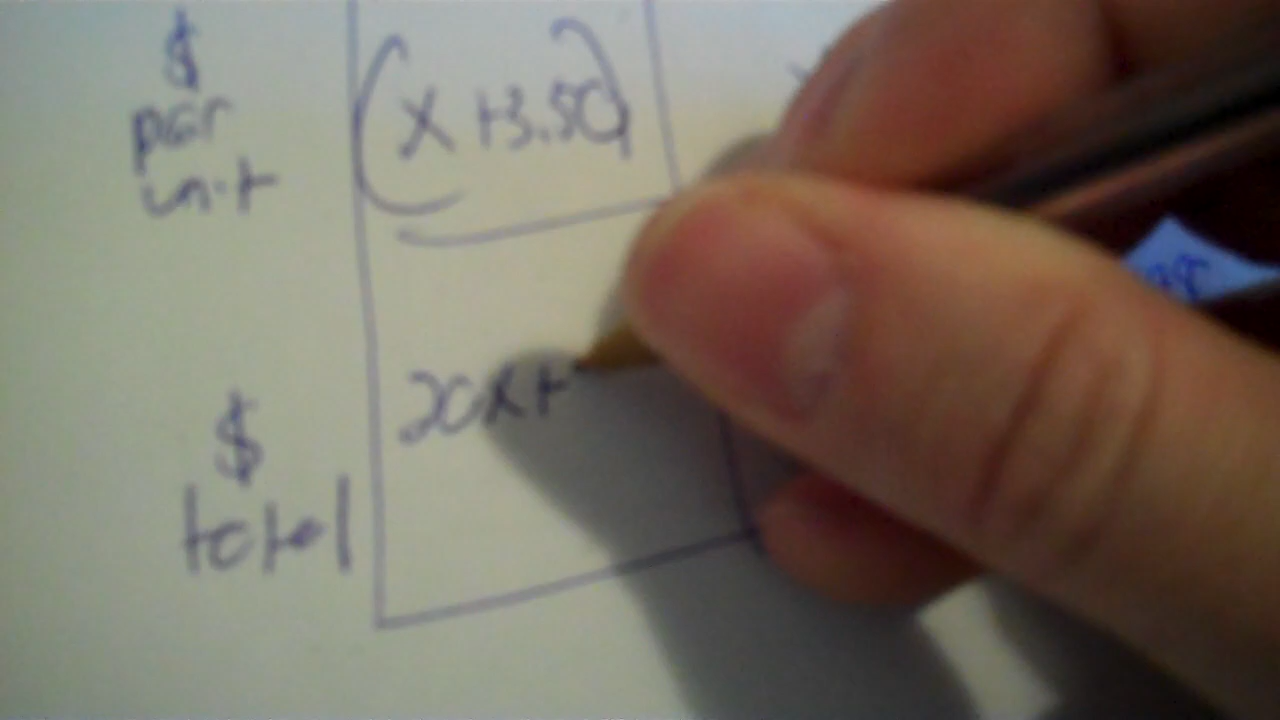 $
per
unit
(x + 3.50)
20x +
$
total